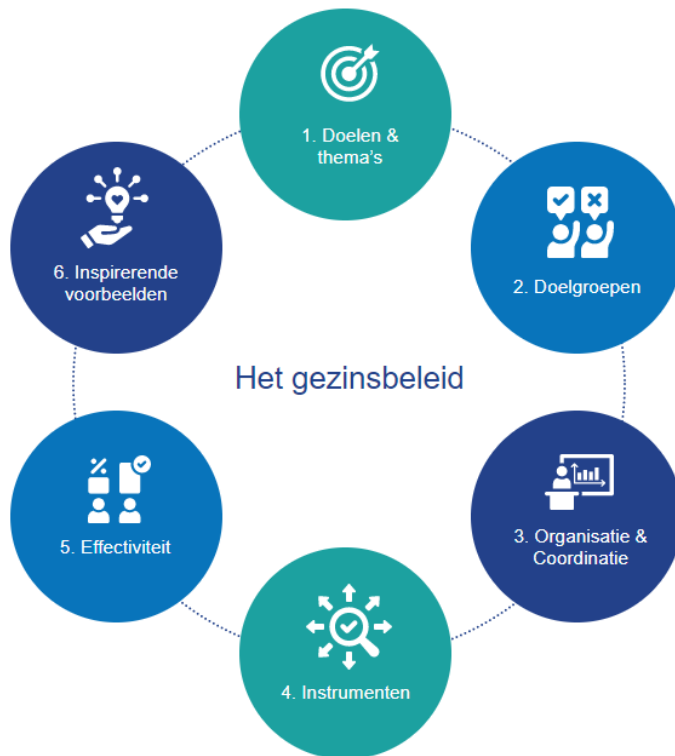 1. Doelen &
thema's
2. Doelgroepen
3. Organisatie &
Coordinatie
4. Instrumenten
5. Effectiviteit
6. Inspirerende
voorbeelden
Het gezinsbeleid